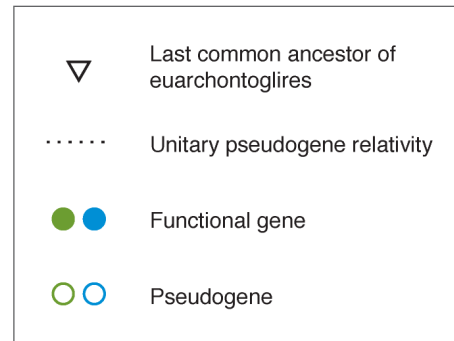 Last common ancestor of
euarchontoglires
Unitary pseudogene relativity
Functional gene
Pseudogene